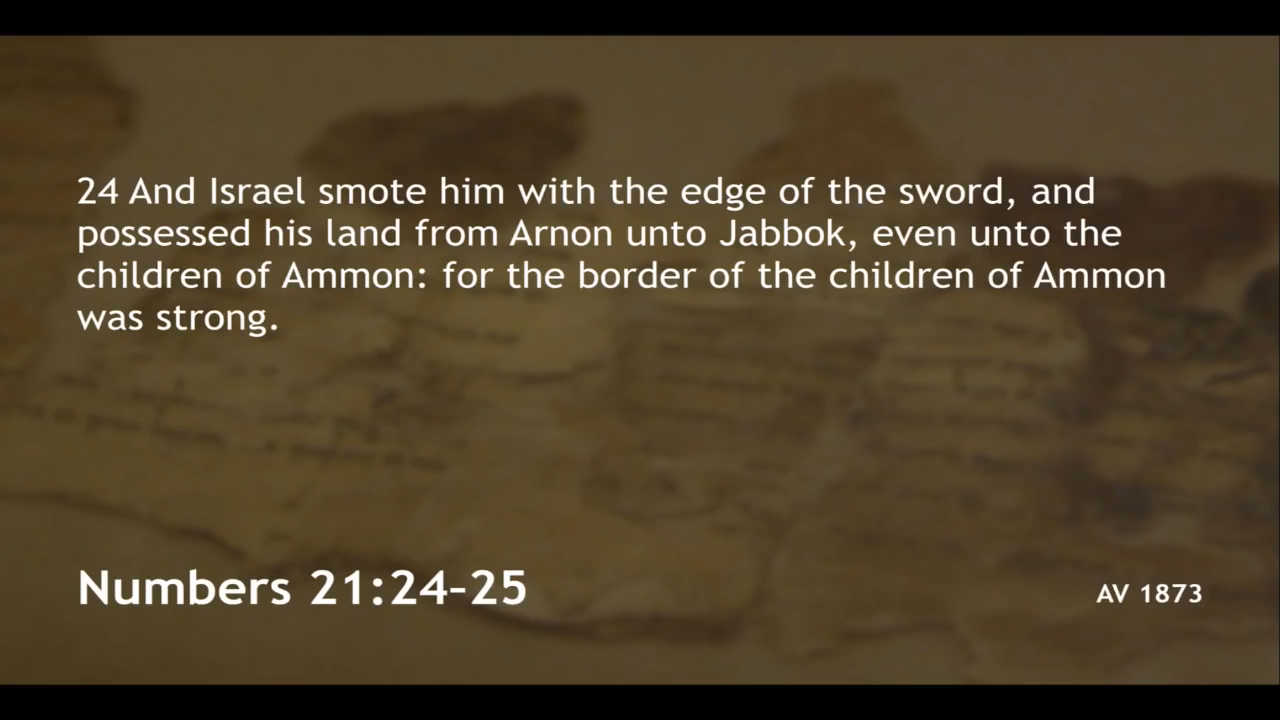 24 And Israel smote him with the edge of the sword, and
possessed his land from Arnon unto Jabbok, even unto the
children of Ammon: for the border of the children of Ammon
was strong.
Numbers 21:24–25
AV 1873